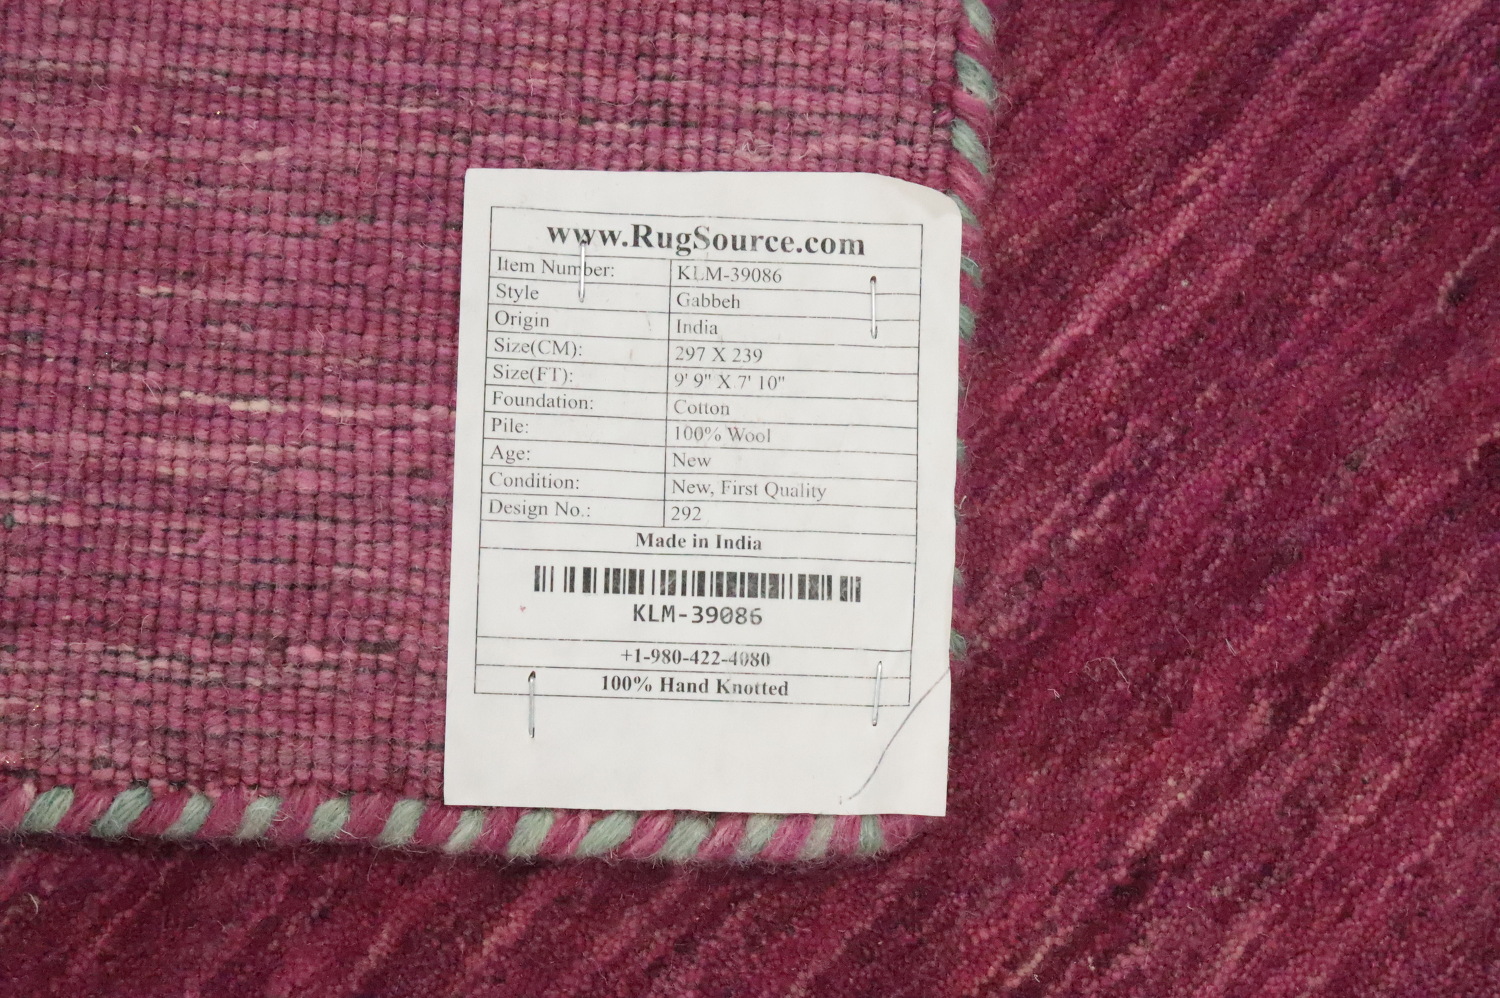 www.RugSource.com
Item Number: KLM-39086
Style Gabbeh
Origin India
Size(CM): 297 X 239
Size(FT): 9' 9" X 7' 10"
Foundation: Cotton
Pile: 100% Wool
Age: New
Condition: New, First Quality
Design No.: 292
Made in India
KLM-39086
+1-980-422-4080
100% Hand Knotted